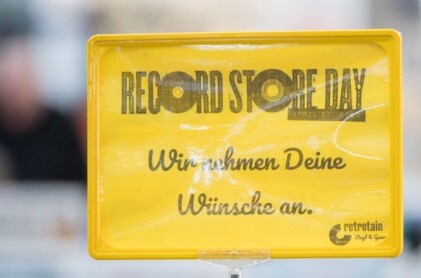 RECORD STORE DAY
Wir nehmen Deine
Wünsche an.
retrotain
Vinyl & Games